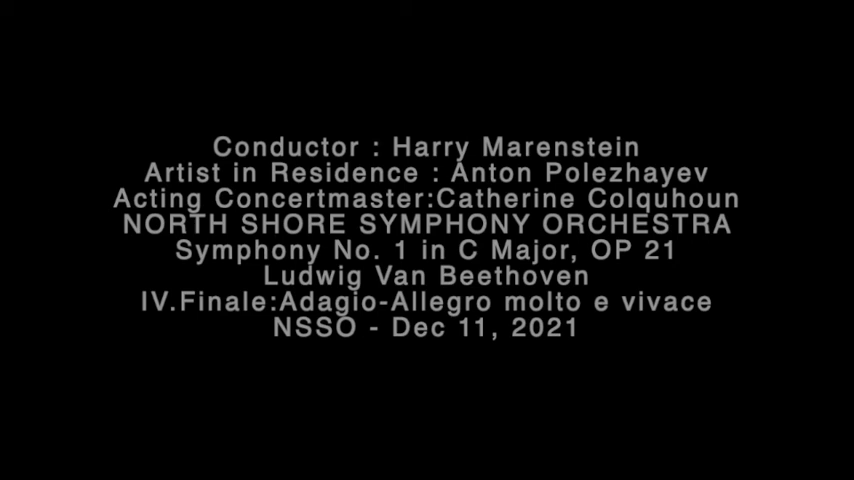 Conductor : Harry Marenstein
Artist in Residence : Anton Polezhayev
Acting Concertmaster:Catherine Colquhoun
NORTH SHORE SYMPHONY ORCHESTRA
Symphony No. 1 in C Major, OP 21
Ludwig Van Beethoven
IV.Finale:Adagio-Allegro molto e vivace
NSSO - Dec 11, 2021